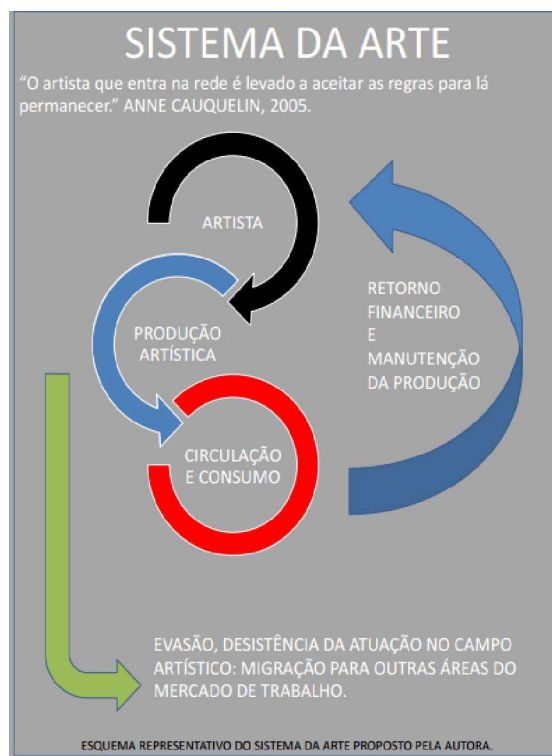 SISTEMA DA ARTE
“O artista que entra na rede é levado a aceitar as regras para lá
permanecer.” ANNE CAUQUELIN, 2005.
ARTISTA
PRODUÇÃO
ARTÍSTICA
CIRCULAÇÃO
E CONSUMO
RETORNO
FINANCEIRO
E
MANUTENÇÃO
DA PRODUÇÃO
EVASÃO, DESISTÊNCIA DA ATUAÇÃO NO CAMPO
ARTÍSTICO: MIGRAÇÃO PARA OUTRAS ÁREAS DO
MERCADO DE TRABALHO.
ESQUEMA REPRESENTATIVO DO SISTEMA DA ARTE PROPOSTO PELA AUTORA.